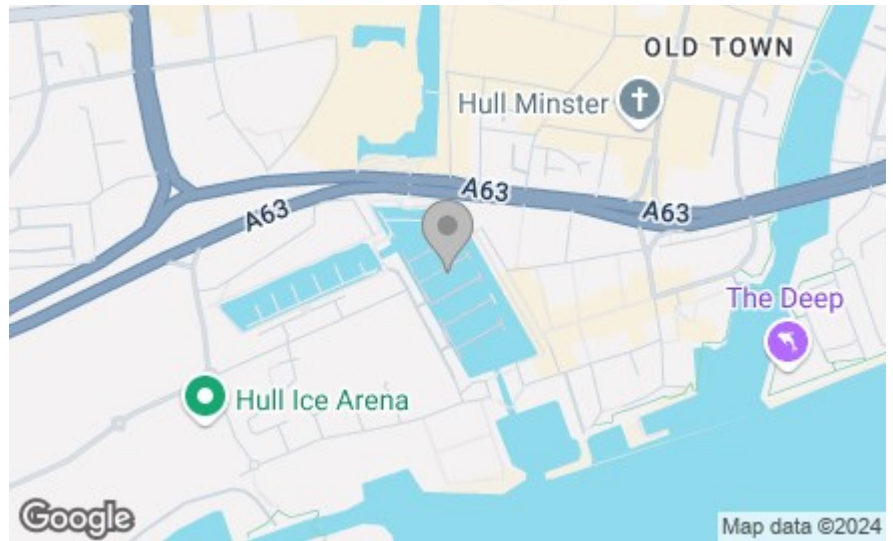 OLD TOWN
Hull Minster
A63
A63
A63
The Deep
Hull Ice Arena
Google
Map data ©2024